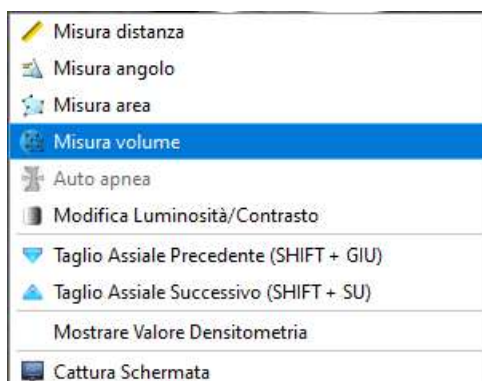 Misura distanza
Misura angolo
Misura area
Misura volume
Auto apnea
Modifica Luminosità/Contrasto
Taglio Assiale Precedente (SHIFT + GIU)
Taglio Assiale Successivo (SHIFT + SU)
Mostrare Valore Densitometria
Cattura Schermata